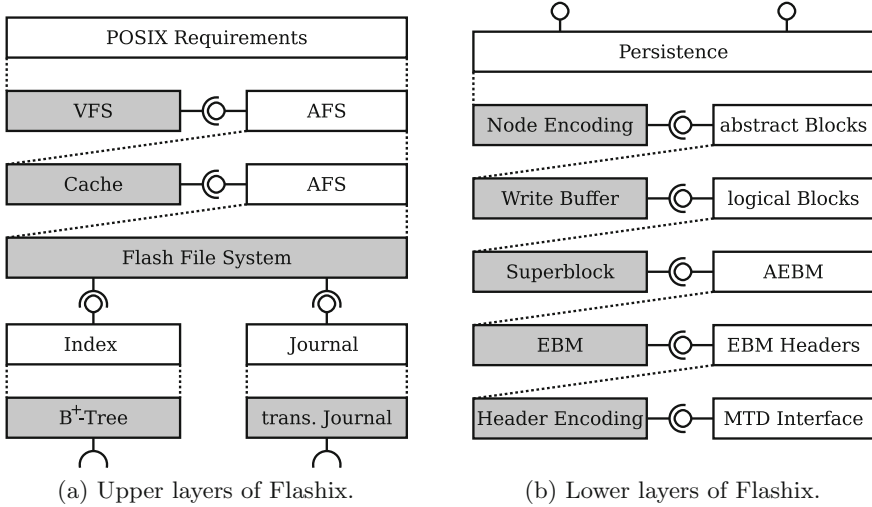 POSIX Requirements
VFS
AFS
Cache
AFS
Flash File System
Index
Journal
B+-Tree
trans. Journal
(a) Upper layers of Flashix.
Persistence
Node Encoding
abstract Blocks
Write Buffer
logical Blocks
Superblock
AEBM
EBM
EBM Headers
Header Encoding
MTD Interface
(b) Lower layers of Flashix.